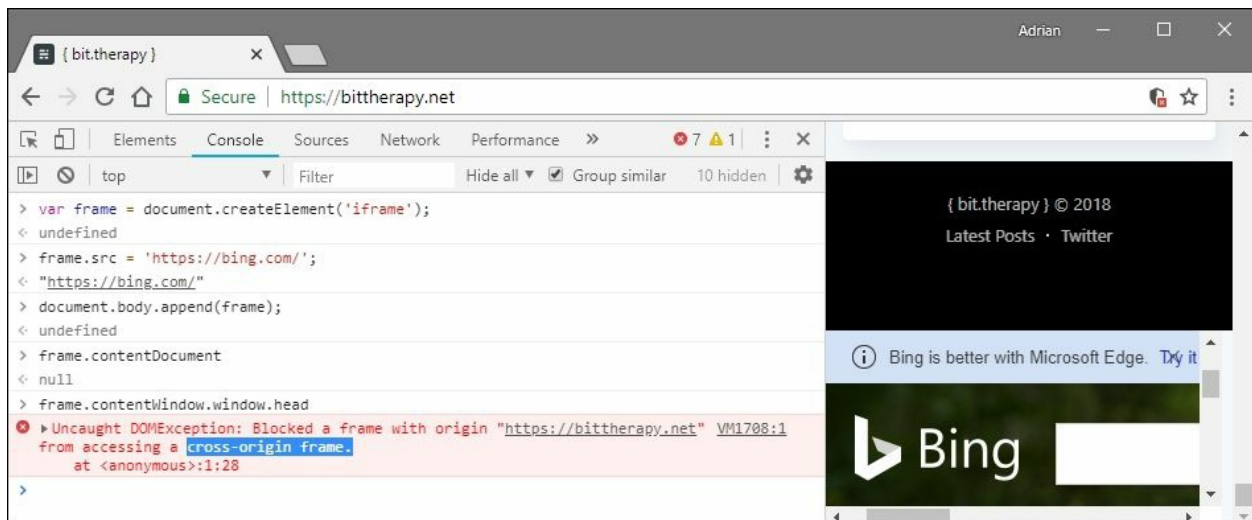 Adrian
{ bit.therapy }
Secure | https://bittherapy.net
Elements Console Sources Network Performance » 7 1
top Filter Hide all Group similar 10 hidden
> var frame = document.createElement('iframe');
undefined
> frame.src = 'https://bing.com/';
"https://bing.com/"
> document.body.append(frame);
undefined
> frame.contentDocument
null
> frame.contentWindow.window.head
Uncaught DOMException: Blocked a frame with origin "https://bittherapy.net" VM1708:1
from accessing a cross-origin frame.
at <anonymous>:1:28
>
{ bit.therapy } © 2018
Latest Posts · Twitter
Bing is better with Microsoft Edge. Try it
Bing